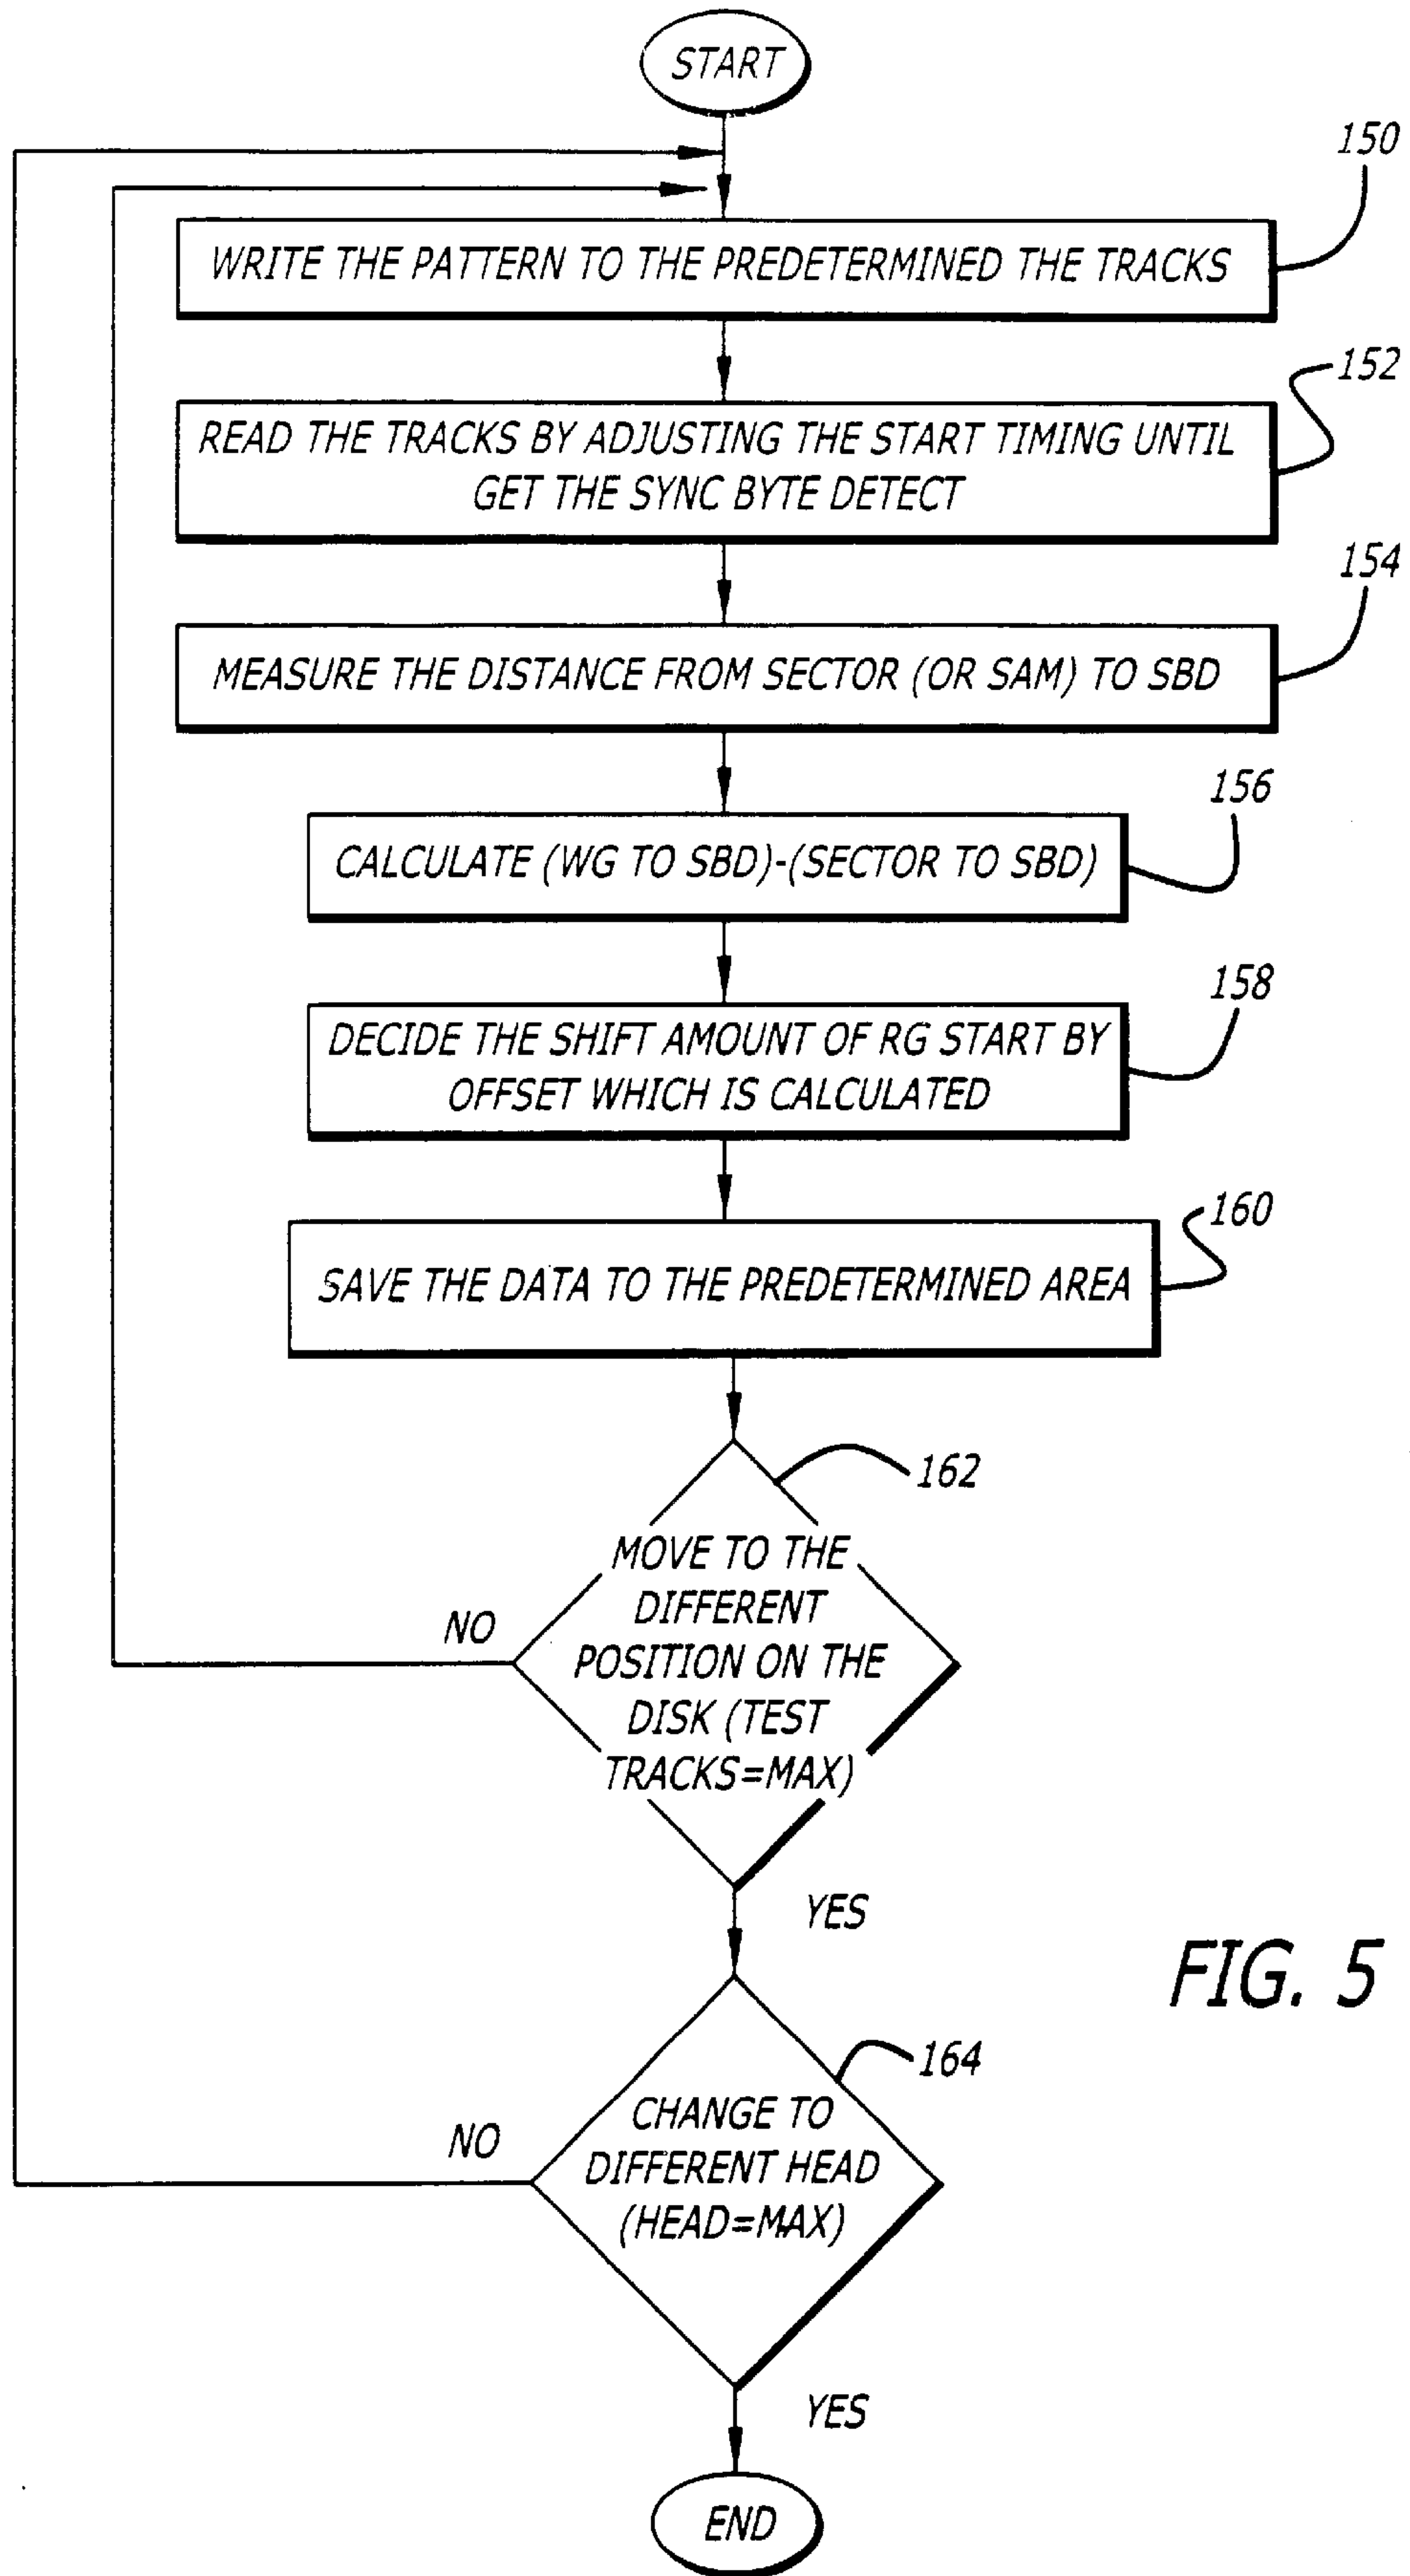 START
150
WRITE THE PATTERN TO THE PREDETERMINED THE TRACKS
152
READ THE TRACKS BY ADJUSTING THE START TIMING UNTIL
GET THE SYNC BYTE DETECT
154
MEASURE THE DISTANCE FROM SECTOR (OR SAM) TO SBD
156
CALCULATE (WG TO SBD)-(SECTOR TO SBD)
158
DECIDE THE SHIFT AMOUNT OF RG START BY
OFFSET WHICH IS CALCULATED
160
SAVE THE DATA TO THE PREDETERMINED AREA
162
MOVE TO THE
DIFFERENT
POSITION ON THE
DISK (TEST
TRACKS=MAX)
NO
YES
FIG. 5
164
CHANGE TO
DIFFERENT HEAD
(HEAD=MAX)
NO
YES
END